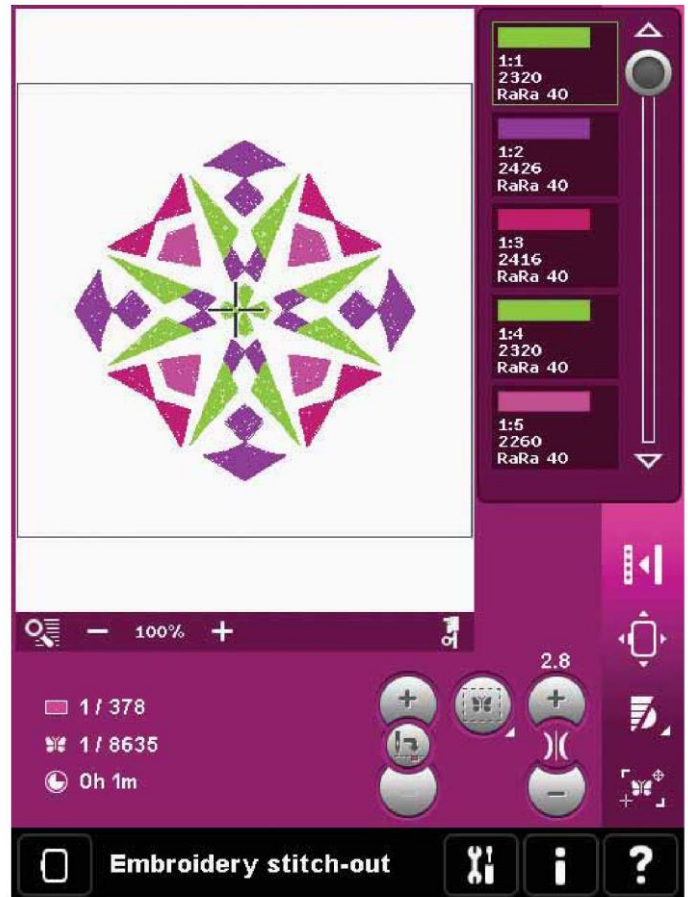 1:1
2320
RaRa 40
1:2
2426
RaRa 40
1:3
2416
RaRa 40
1:4
2320
RaRa 40
1:5
2260
RaRa 40
100%
2.8
1 / 378
1 / 8635
0h 1m
Embroidery stitch-out
i
?